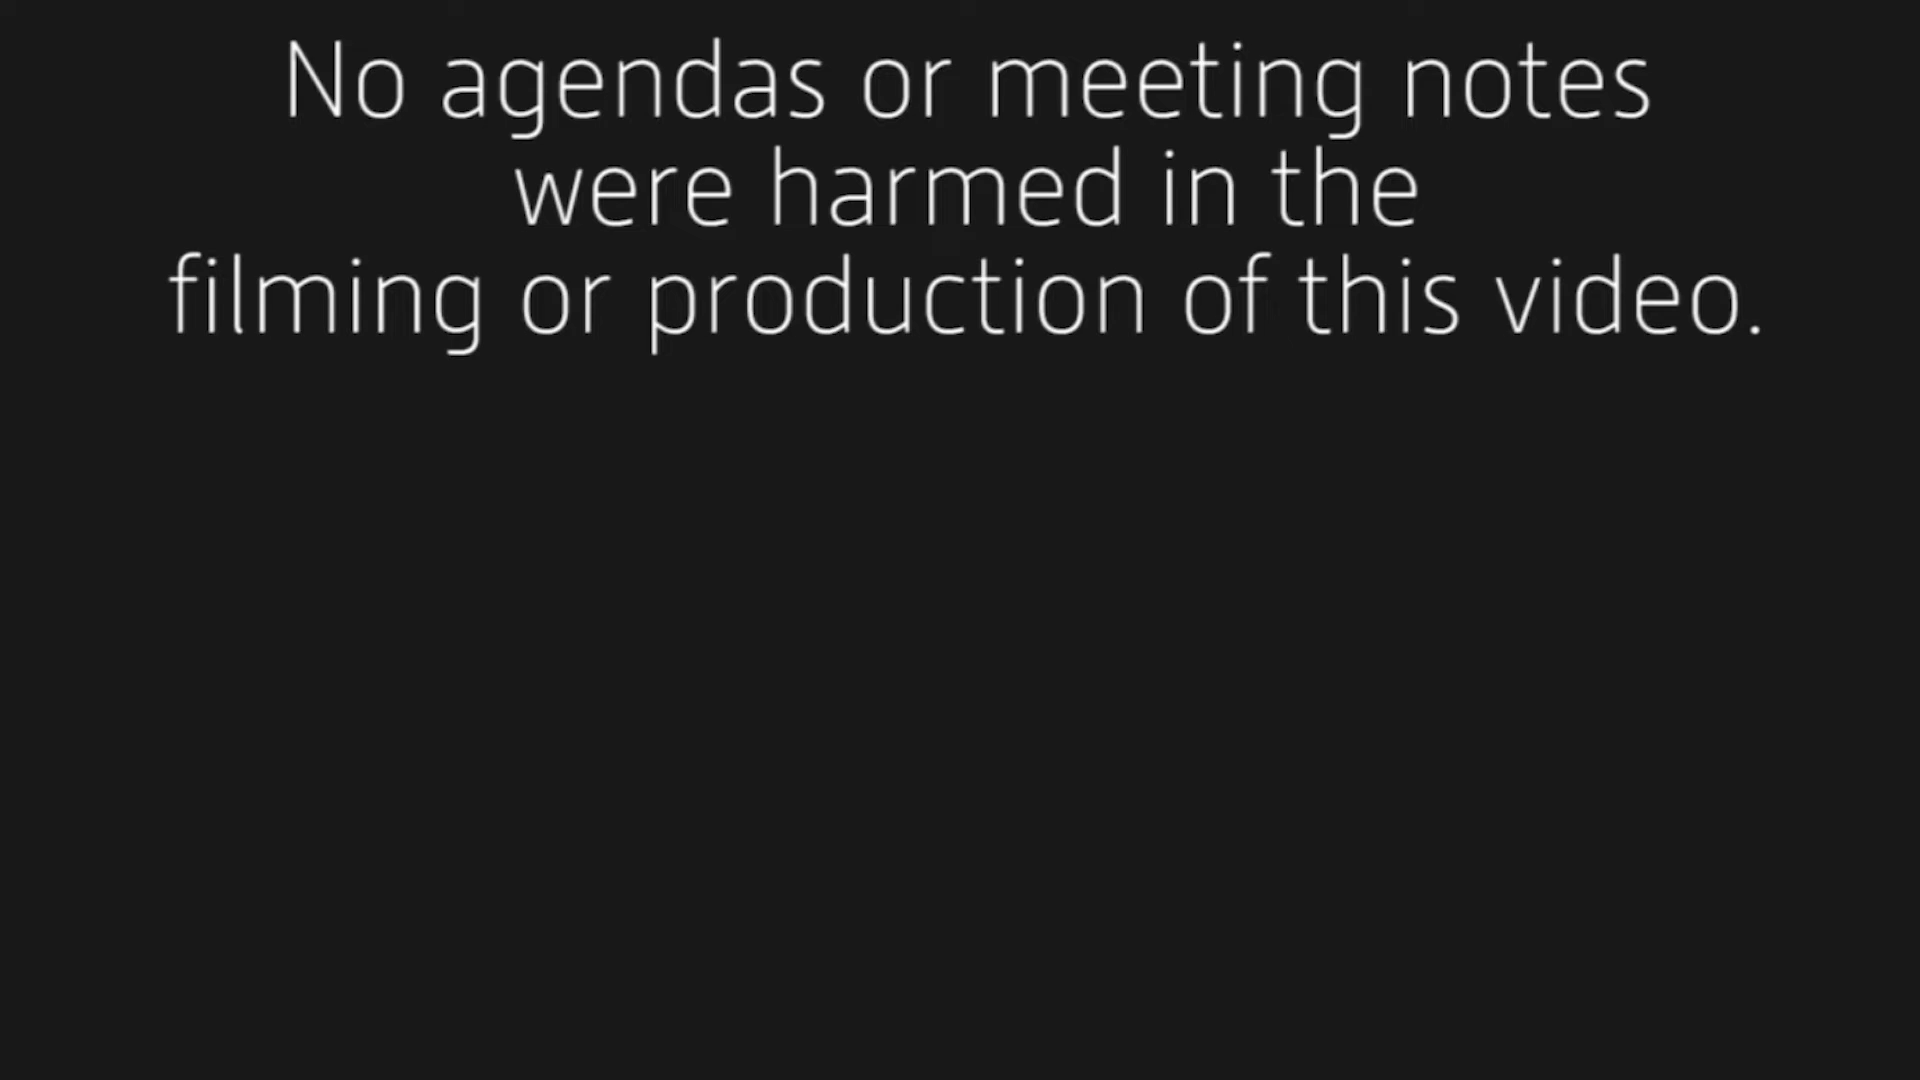 No agendas or meeting notes
were harmed in the
filming or production of this video.